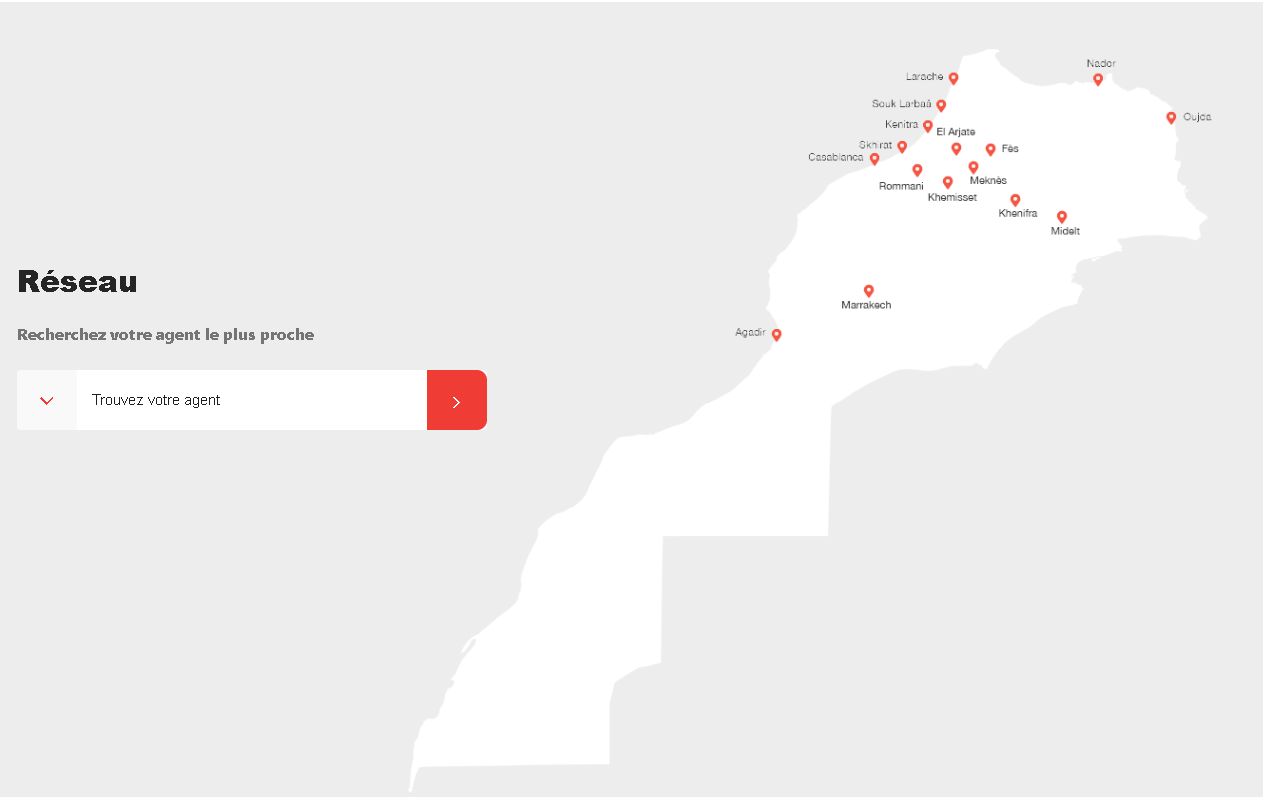 Réseau
Recherchez votre agent le plus proche
Trouvez votre agent
Nador
Larache
Souk Larbaâ
Oujda
Kenitra
El Arjate
Skhirat
Fès
Casablanca
Meknès
Rommani
Khemisset
Khenifra
Midelt
Marrakech
Agadir